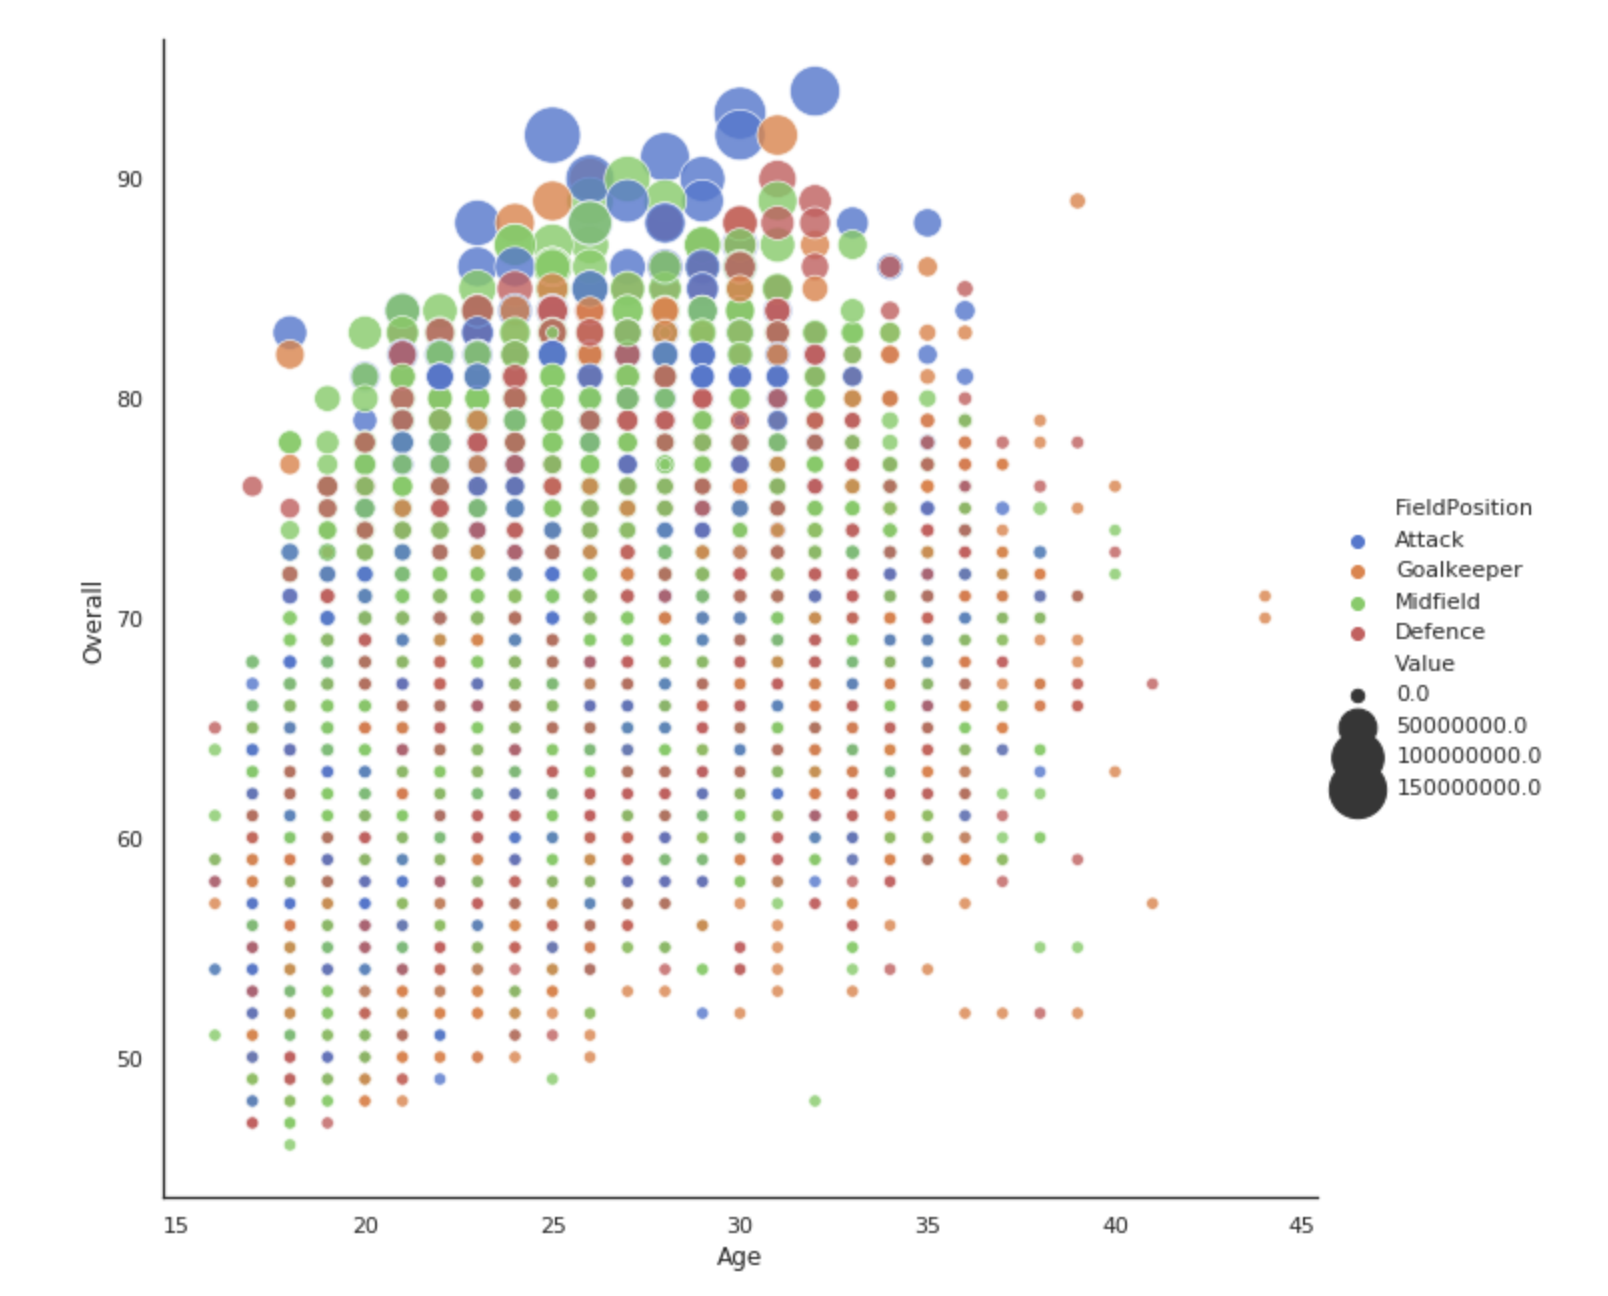 90
80
70
60
50
Overall
15 20 25 30 35 40 45
Age
FieldPosition
Attack
Goalkeeper
Midfield
Defence
Value
0.0
50000000.0
100000000.0
150000000.0